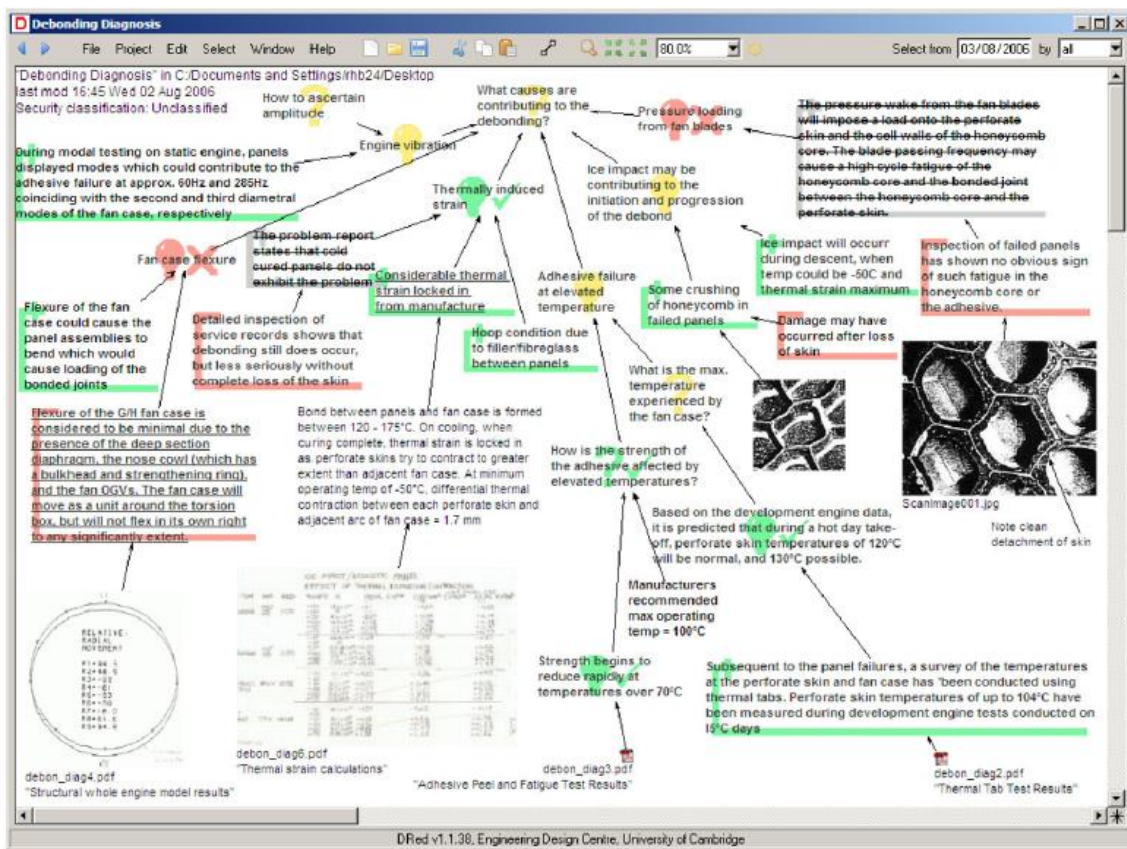 Debonding Diagnosis
File Project Edit Select Window Help 80.0% Select from 03/08/2006 by all
"Debonding Diagnosis" in C:/Documents and Settings/rhb24/Desktop
last mod 16:45 Wed 02 Aug 2006
Security classification: Unclassified
How to ascertain
amplitude
What causes are
contributing to the
debonding?
Pressure loading
from fan blades
The pressure wake from the fan blades
will impose a load onto the perforate
skin and the cell walls of the honeycomb
core. The blade passing frequency may
cause a high cycle fatigue of the
honeycomb core and the bonded joint
between the honeycomb core and the
perforate skin.
Engine vibration
During modal testing on static engine, panels
displayed modes which could contribute to the
adhesive failure at approx. 60Hz and 285Hz
coinciding with the second and third diametral
modes of the fan case, respectively
Thermally induced
strain
Ice impact may be
contributing to the
initiation and progression
of the debond
Fan case flexure
The problem report
states that cold
cured panels do not
exhibit the problem
Considerable thermal
strain locked in
from manufacture
Adhesive failure
at elevated
temperature
Some crushing
of honeycomb in
failed panels
Ice impact will occurr
during descent, when
temp could be -50C and
thermal strain maximum
Inspection of failed panels
has shown no obvious sign
of such fatigue in the
honeycomb core or
the adhesive.
Flexure of the fan
case could cause the
panel assemblies to
bend which would
cause loading of the
bonded joints
Detailed inspection of
service records shows that
debonding still does occur,
but less seriously without
complete loss of the skin
Hoop condition due
to filler/fibreglass
between panels
Damage may have
occurred after loss
of skin
What is the max.
temperature
experienced by
the fan case?
Flexure of the G/H fan case is
considered to be minimal due to the
presence of the deep section
diaphragm, the nose cowl (which has
a bulkhead and strengthening ring),
and the fan OGVs. The fan case will
move as a unit around the torsion
box, but will not flex in its own right
to any significantly extent.
Bond between panels and fan case is formed
between 120 - 175°C. On cooling, when
curing complete, thermal strain is locked in
as perforate skins try to contract to greater
extent than adjacent fan case. At minimum
operating temp of -50°C, differential thermal
contraction between each perforate skin and
adjacent arc of fan case = 1.7 mm
How is the strength of
the adhesive affected by
elevated temperatures?
ScanImage001.jpg
Note clean
detachment of skin
Based on the development engine data,
it is predicted that during a hot day take-
off, perforate skin temperatures of 120°C
will be normal, and 130°C possible.
Manufacturers
recommended
max operating
temp = 100°C
RELATIVE
RADIAL
MOVEMENT
Strength begins to
reduce rapidly at
temperatures over 70°C
Subsequent to the panel failures, a survey of the temperatures
at the perforate skin and fan case has "been conducted using
thermal tabs. Perforate skin temperatures of up to 104°C have
been measured during development engine tests conducted on
I5°C days
debon_diag4.pdf
"Structural whole engine model results"
debon_diag6.pdf
"Thermal strain calculations"
debon_diag3.pdf
"Adhesive Peel and Fatigue Test Results"
debon_diag2.pdf
"Thermal Tab Test Results"
DRed v1.1.38, Engineering Design Centre, University of Cambridge